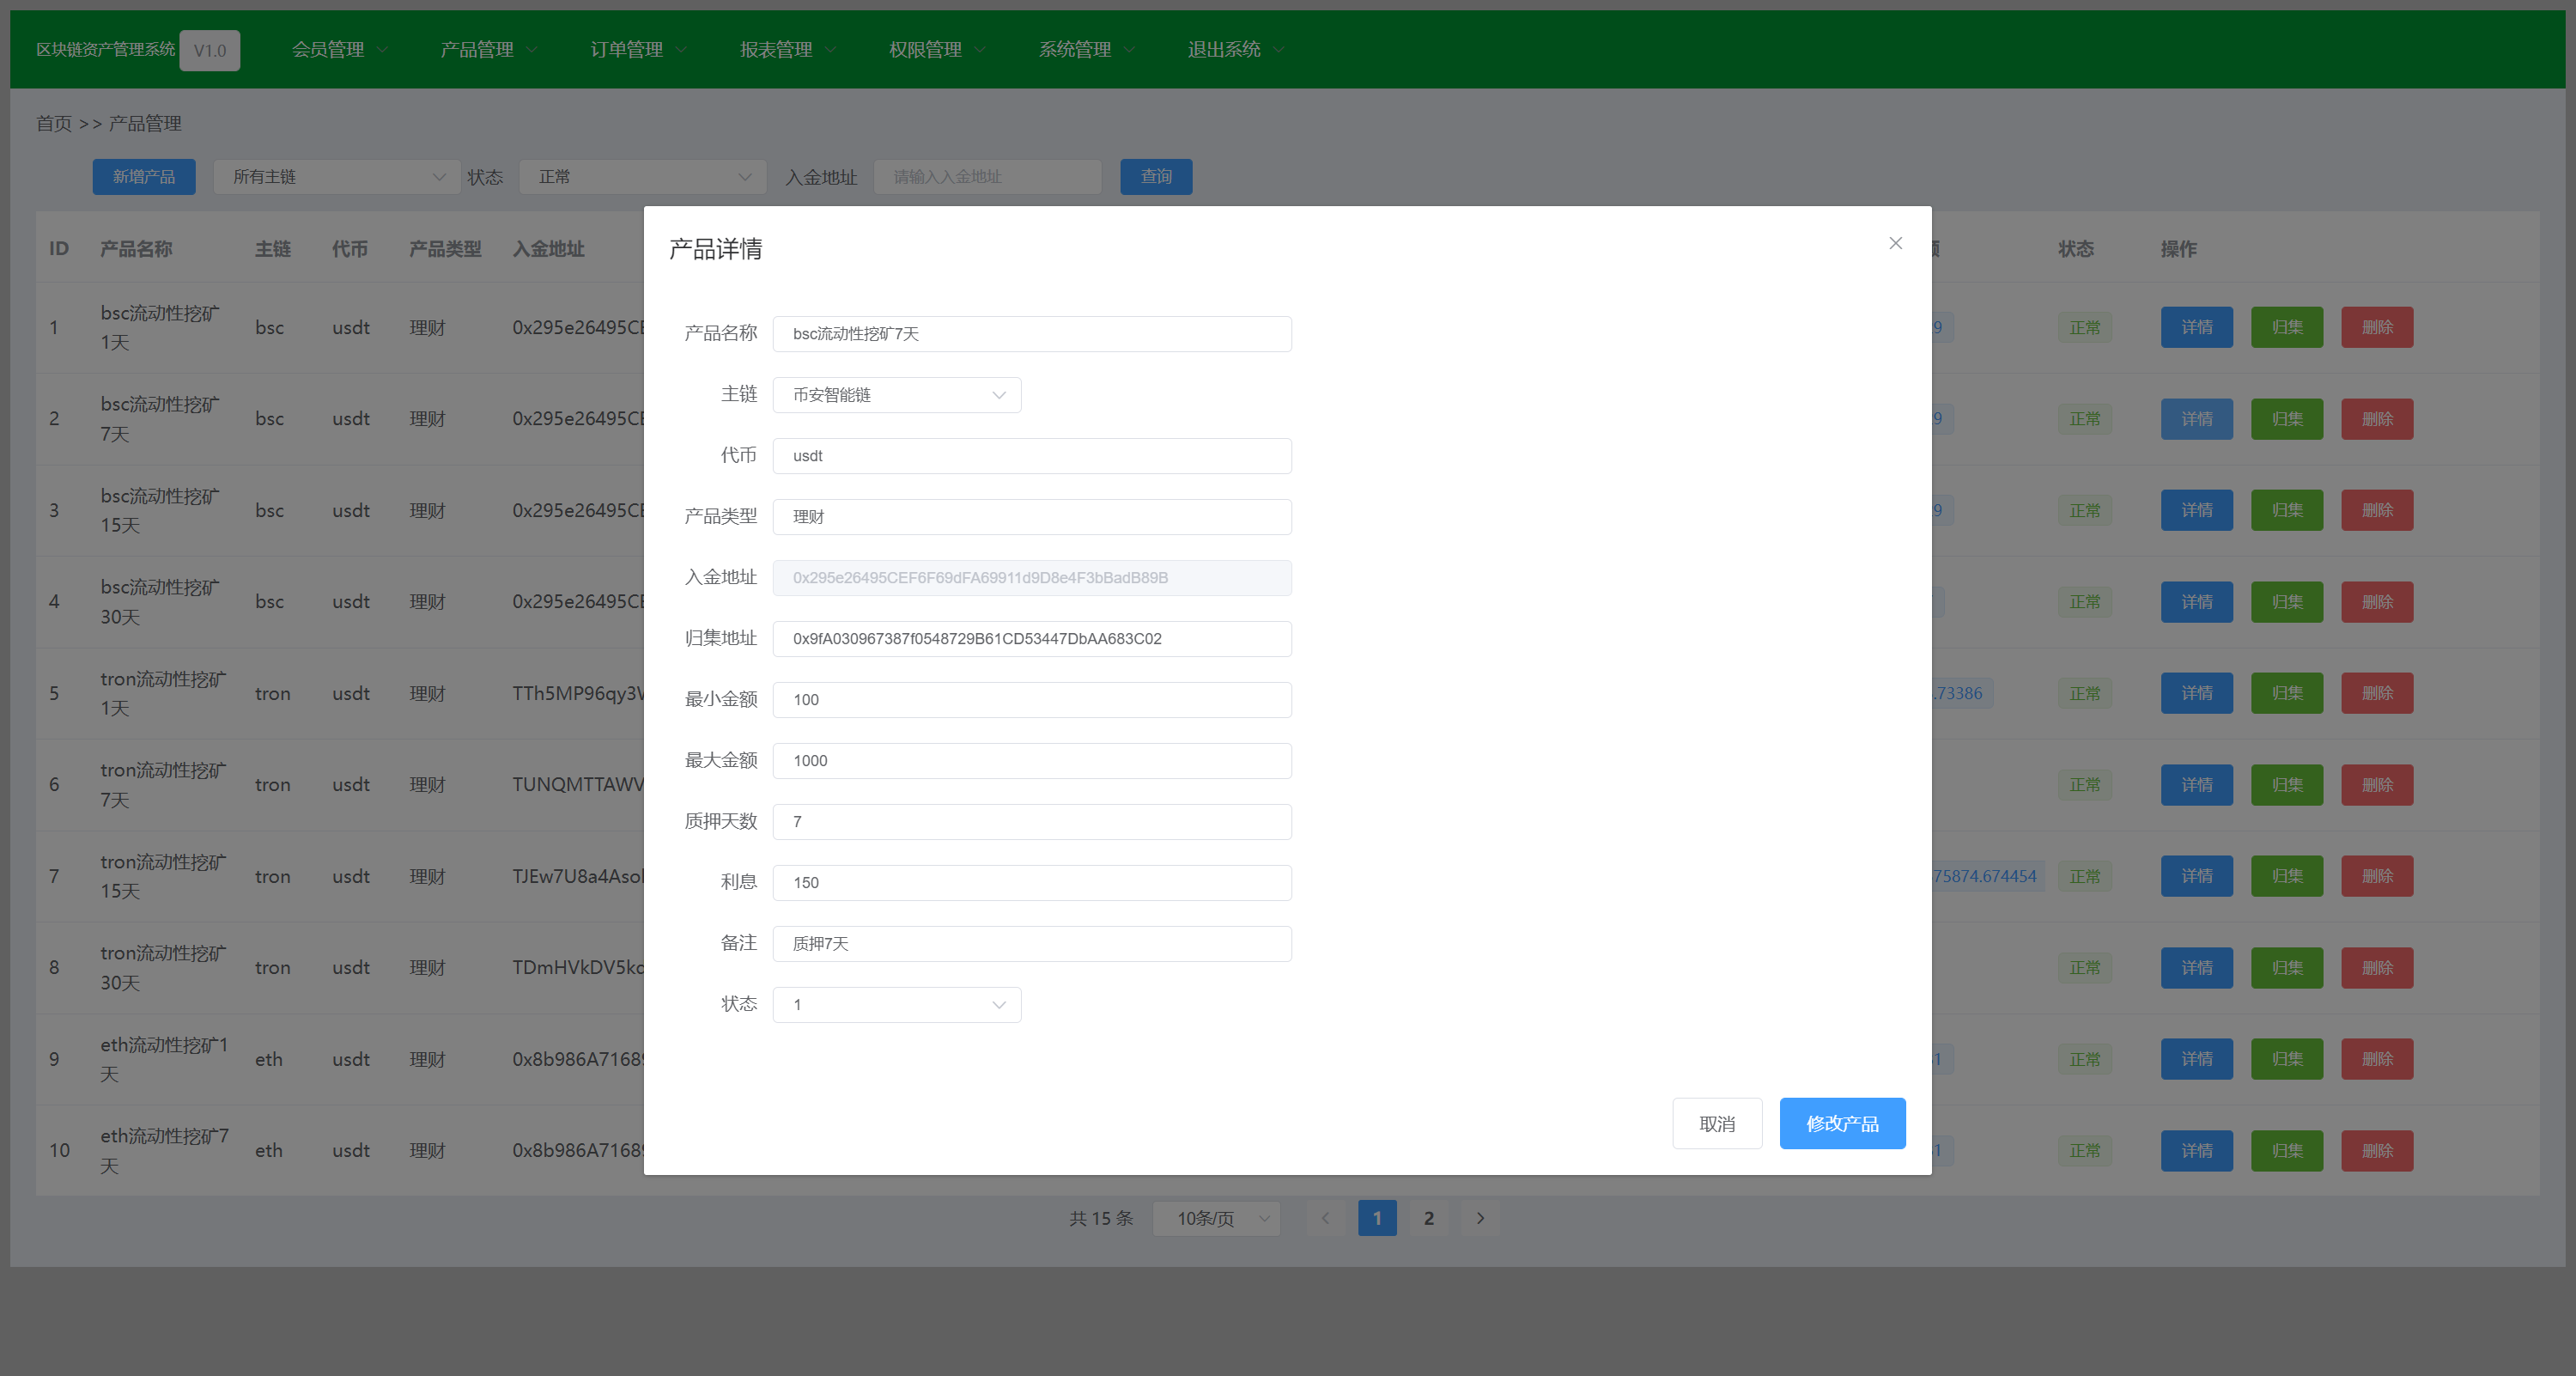 区块链资产管理系统 V1.0 会员管理 产品管理 订单管理 报表管理 权限管理 系统管理 退出系统
首页 >> 产品管理
新增产品 所有主链 状态 正常 入金地址 请输入入金地址 查询
ID 产品名称 主链 代币 产品类型 入金地址 状态 操作
1 bsc流动性挖矿1天 bsc usdt 理财 0x295e26495CE 9 正常 详情 归集 删除
2 bsc流动性挖矿7天 bsc usdt 理财 0x295e26495CE 9 正常 详情 归集 删除
3 bsc流动性挖矿15天 bsc usdt 理财 0x295e26495CE 9 正常 详情 归集 删除
4 bsc流动性挖矿30天 bsc usdt 理财 0x295e26495CE 正常 详情 归集 删除
5 tron流动性挖矿1天 tron usdt 理财 TTh5MP96qy3V .73386 正常 详情 归集 删除
6 tron流动性挖矿7天 tron usdt 理财 TUNQMTTAWV 正常 详情 归集 删除
7 tron流动性挖矿15天 tron usdt 理财 TJEw7U8a4Asol 75874.674454 正常 详情 归集 删除
8 tron流动性挖矿30天 tron usdt 理财 TDmHVkDV5kc 正常 详情 归集 删除
9 eth流动性挖矿1天 eth usdt 理财 0x8b986A7168 1 正常 详情 归集 删除
10 eth流动性挖矿7天 eth usdt 理财 0x8b986A7168 1 正常 详情 归集 删除
产品详情
产品名称 bsc流动性挖矿7天
主链 币安智能链
代币 usdt
产品类型 理财
入金地址 0x295e26495CEF6F69dFA69911d9D8e4F3bBadB89B
归集地址 0x9fA030967387f0548729B61CD53447DbAA683C02
最小金额 100
最大金额 1000
质押天数 7
利息 150
备注 质押7天
状态 1
取消 修改产品
共 15 条 10条/页 1 2